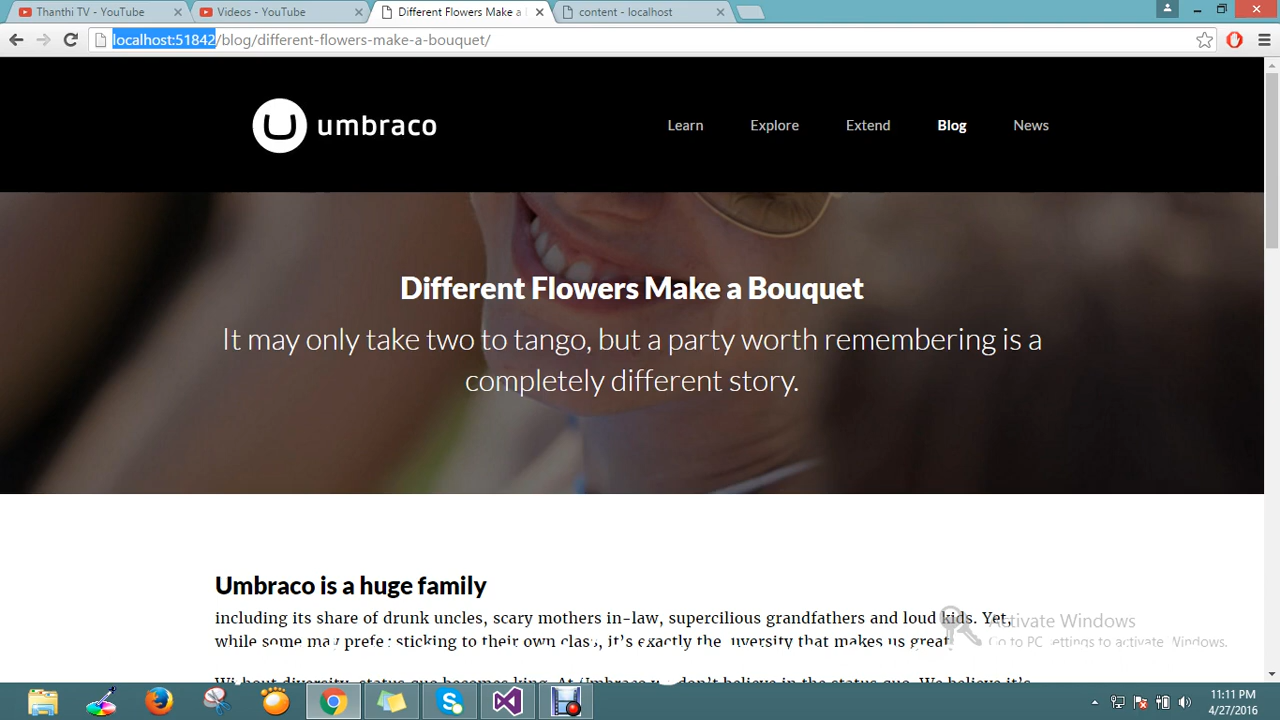 Thanthi TV - YouTube
Videos - YouTube
Different Flowers Make a
content - localhost
localhost:51842/blog/different-flowers-make-a-bouquet/
umbraco
Learn
Explore
Extend
Blog
News
Different Flowers Make a Bouquet
It may only take two to tango, but a party worth remembering is a
completely different story.
Umbraco is a huge family
including its share of drunk uncles, scary mothers in-law, supercilious grandfathers and loud kids. Yet,
while some may prefer sticking to their own class, it's exactly the diversity that makes us great
Activate Windows
Go to PC settings to activate Windows.
Without diversity, status quo becomes king. At Umbraco we don't believe in the status quo. We believe it's
11:11 PM
4/27/2016